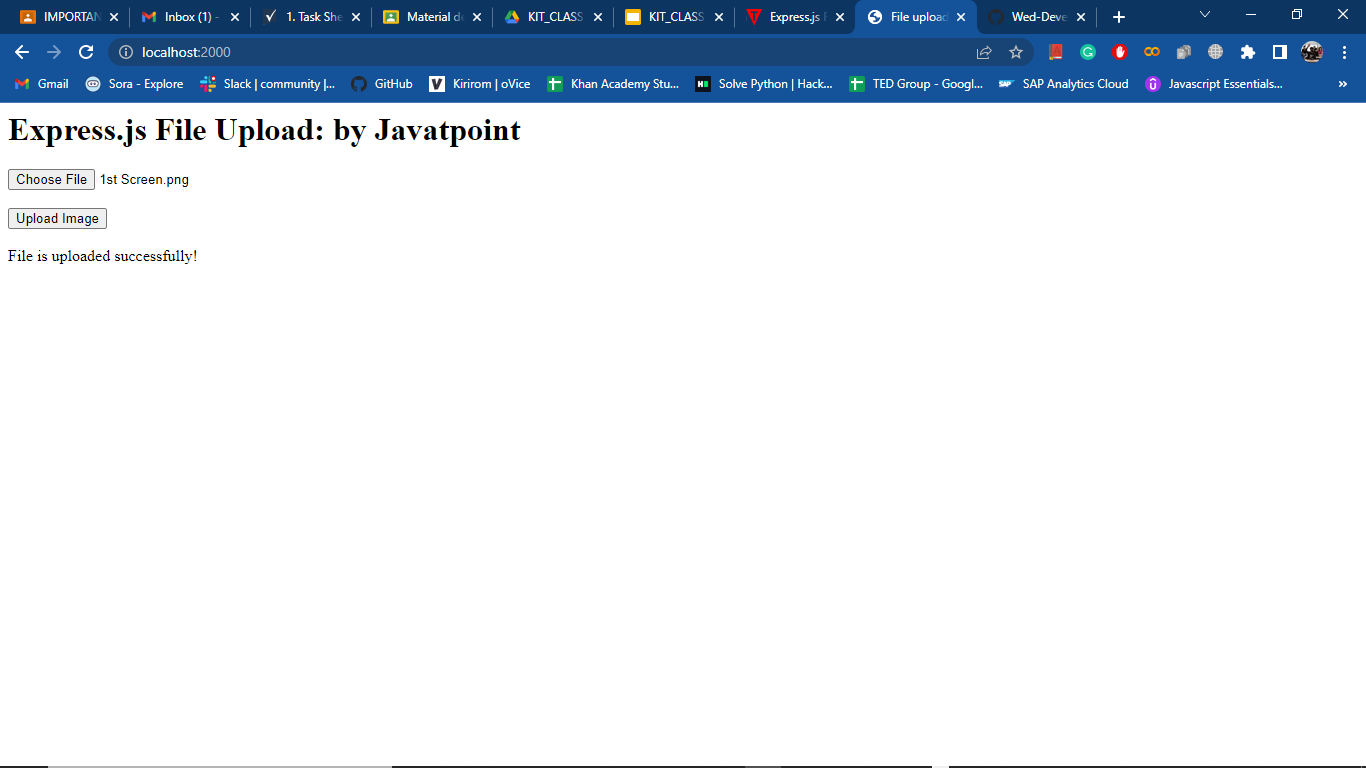 IMPORTAN
Inbox (1) -
1. Task She
Material de
KIT_CLASS
KIT_CLASS
Express.js F
File upload
Wed-Deve
localhost:2000
Gmail
Sora - Explore
Slack | community |...
GitHub
Kirirom | oVice
Khan Academy Stu...
Solve Python | Hack...
TED Group - Googl...
SAP Analytics Cloud
Javascript Essentials...
Express.js File Upload: by Javatpoint
Choose File 1st Screen.png
Upload Image
File is uploaded successfully!